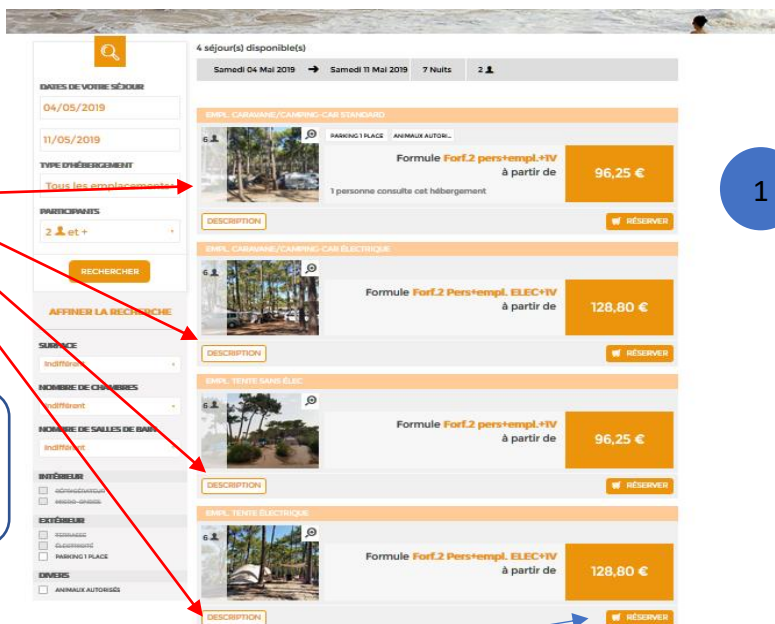 4 séjour(s) disponible(s)
Samedi 04 Mai 2019 → Samedi 11 Mai 2019 7 Nuits 2
DATES DE VOTRE SÉJOUR
04/05/2019
11/05/2019
TYPE D'HÉBERGEMENT
Tous les emplacements
PARTICIPANTS
2 et +
RECHERCHER
AFFINER LA RECHERCHE
SURFACE
Indifférent
NOMBRE DE CHAMBRES
Indifférent
NOMBRE DE SALLES DE BAIN
Indifférent
INTÉRIEUR
RÉFRIGÉRATEUR
MICRO-ONDES
EXTÉRIEUR
TERRASSE
ÉLECTRICITÉ
PARKING 1 PLACE
DIVERS
ANIMAUX AUTORISÉS
EMPL. CARAVANE/CAMPING-CAR STANDARD
6
PARKING 1 PLACE ANIMAUX AUTORI...
Formule Forf.2 pers+empl.+1V
à partir de
96,25 €
1 personne consulte cet hébergement
DESCRIPTION
RÉSERVER
EMPL. CARAVANE/CAMPING-CAR ÉLECTRIQUE
6
Formule Forf.2 Pers+empl. ELEC+1V
à partir de
128,80 €
DESCRIPTION
RÉSERVER
EMPL. TENTE SANS ÉLEC
6
Formule Forf.2 pers+empl.+1V
à partir de
96,25 €
DESCRIPTION
RÉSERVER
EMPL. TENTE ÉLECTRIQUE
6
Formule Forf.2 Pers+empl. ELEC+1V
à partir de
128,80 €
DESCRIPTION
RÉSERVER
1